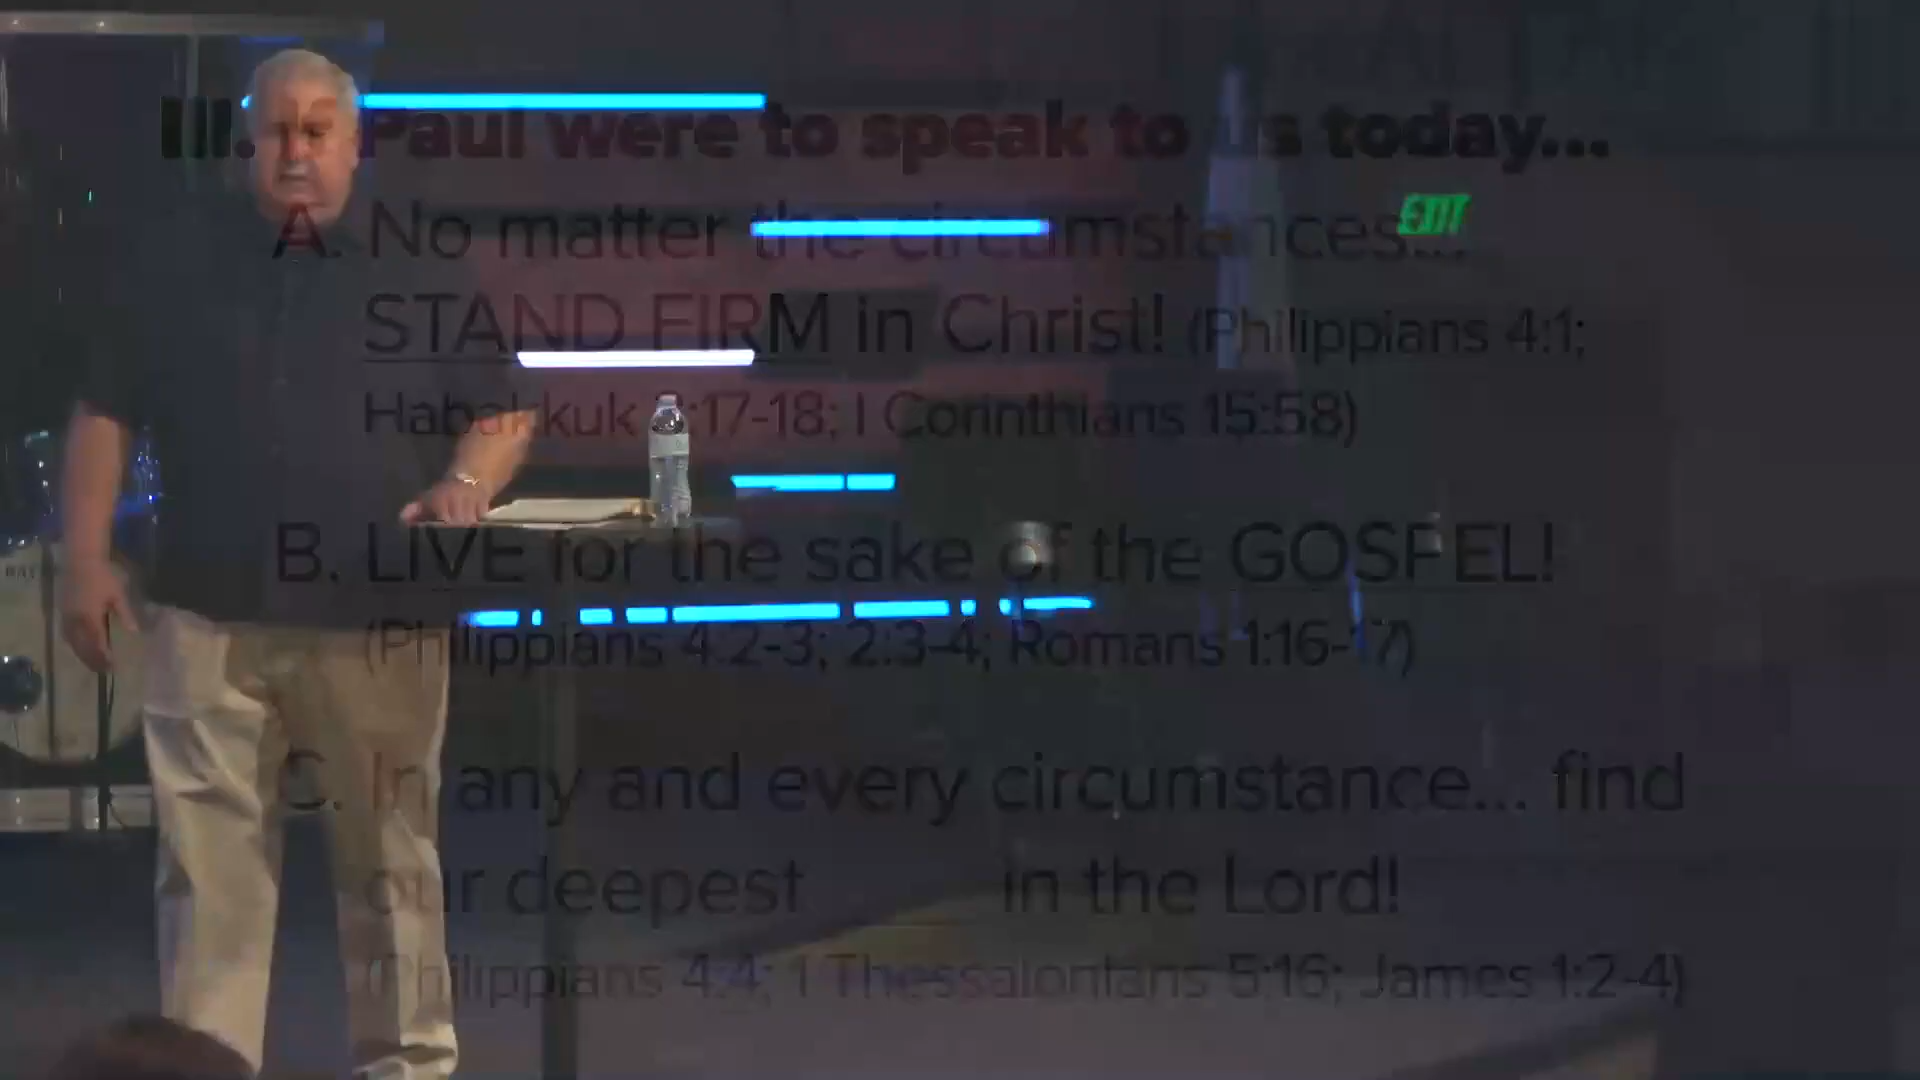 III. If Paul were to speak to us today...
A. No matter the circumstances...
STAND FIRM in Christ! (Philippians 4:1;
Habakkuk 3:17-18; I Corinthians 15:58)
EXIT
B. LIVE for the sake of the GOSPEL!
(Philippians 4:2-3; 2:3-4; Romans 1:16-17)
C. In any and every circumstance... find
our deepest in the Lord!
(Philippians 4:4; 1 Thessalonians 5:16; James 1:2-4)